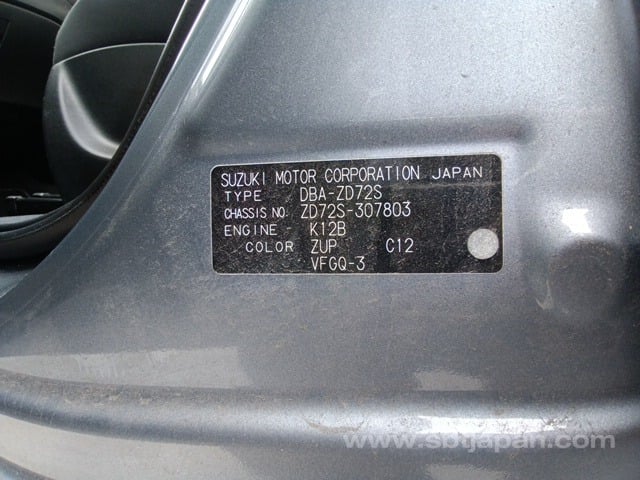 SUZUKI MOTOR CORPORATION JAPAN
TYPE DBA-ZD72S
CHASSIS NO. ZD72S-307803
ENGINE K12B
COLOR ZUP C12
VFGQ-3
www.sbtjapan.com